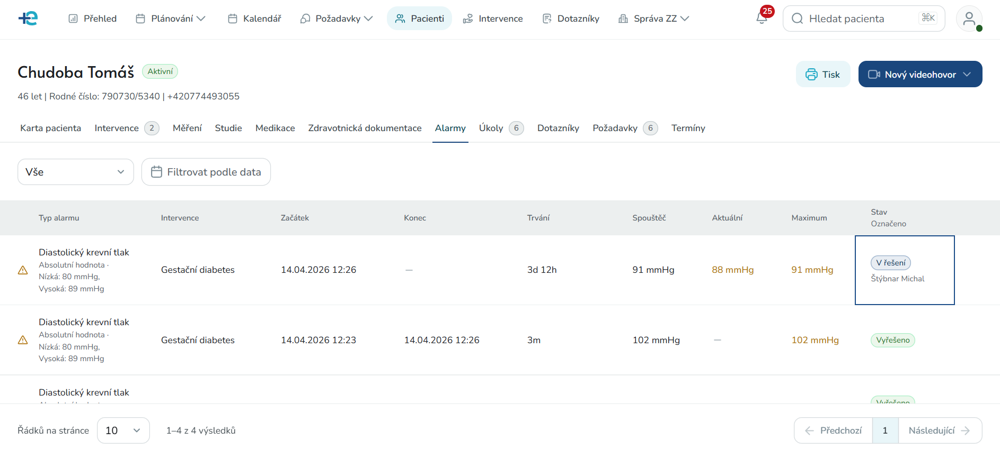 Přehled
Plánování
Kalendář
Požadavky
Pacienti
Intervence
Dotazníky
Správa ZZ
25
Hledat pacienta
⌘K
Chudoba Tomáš
Aktivní
Tisk
Nový videohovor
46 let | Rodné číslo: 790730/5340 | +420774493055
Karta pacienta
Intervence 2
Měření
Studie
Medikace
Zdravotnická dokumentace
Alarmy
Úkoly 6
Dotazníky
Požadavky 6
Termíny
Vše
Filtrovat podle data
Typ alarmu
Intervence
Začátek
Konec
Trvání
Spouštěč
Aktuální
Maximum
Stav
Označeno
Diastolický krevní tlak
Absolutní hodnota ·
Nízká: 80 mmHg,
Vysoká: 89 mmHg
Gestační diabetes
14.04.2026 12:26
—
3d 12h
91 mmHg
88 mmHg
91 mmHg
V řešení
Štýbnar Michal
Diastolický krevní tlak
Absolutní hodnota ·
Nízká: 80 mmHg,
Vysoká: 89 mmHg
Gestační diabetes
14.04.2026 12:23
14.04.2026 12:26
3m
102 mmHg
—
102 mmHg
Vyřešeno
Diastolický krevní tlak
Vyřešeno
Řádků na stránce
10
1–4 z 4 výsledků
Předchozí
1
Následující